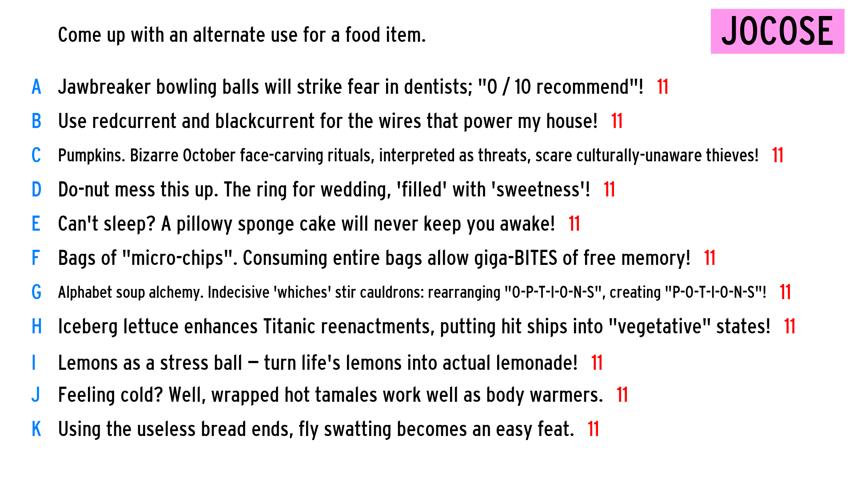 Come up with an alternate use for a food item.
JOCOSE
A Jawbreaker bowling balls will strike fear in dentists; "0 / 10 recommend"! 11
B Use redcurrent and blackcurrent for the wires that power my house! 11
C Pumpkins. Bizarre October face-carving rituals, interpreted as threats, scare culturally-unaware thieves! 11
D Do-nut mess this up. The ring for wedding, 'filled' with 'sweetness'! 11
E Can't sleep? A pillowy sponge cake will never keep you awake! 11
F Bags of "micro-chips". Consuming entire bags allow giga-BITES of free memory! 11
G Alphabet soup alchemy. Indecisive 'whiches' stir cauldrons: rearranging "O-P-T-I-O-N-S", creating "P-O-T-I-O-N-S"! 11
H Iceberg lettuce enhances Titanic reenactments, putting hit ships into "vegetative" states! 11
I Lemons as a stress ball – turn life's lemons into actual lemonade! 11
J Feeling cold? Well, wrapped hot tamales work well as body warmers. 11
K Using the useless bread ends, fly swatting becomes an easy feat. 11